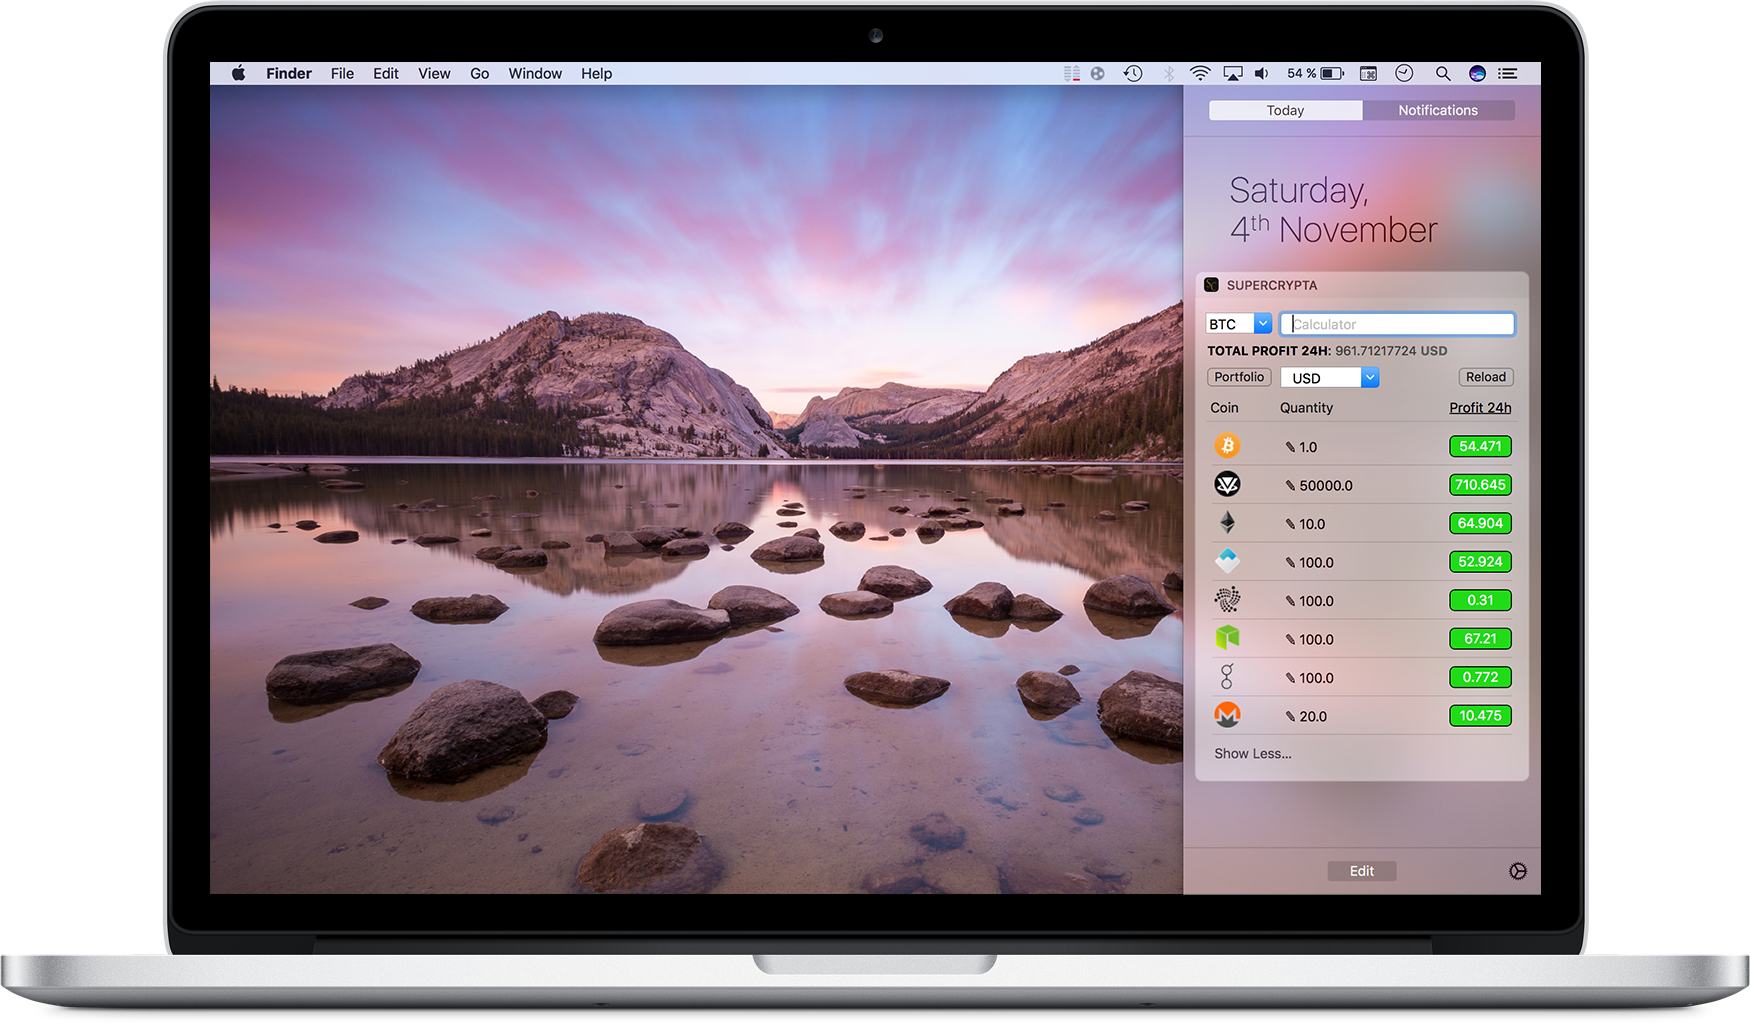 Finder File Edit View Go Window Help 54 %
Today Notifications
Saturday,
4th November
SUPERCRYPTA
BTC Calculator
TOTAL PROFIT 24H: 961.71217724 USD
Portfolio USD Reload
Coin Quantity Profit 24h
1.0 54.471
50000.0 710.645
10.0 64.904
100.0 52.924
100.0 0.31
100.0 67.21
100.0 0.772
20.0 10.475
Show Less...
Edit